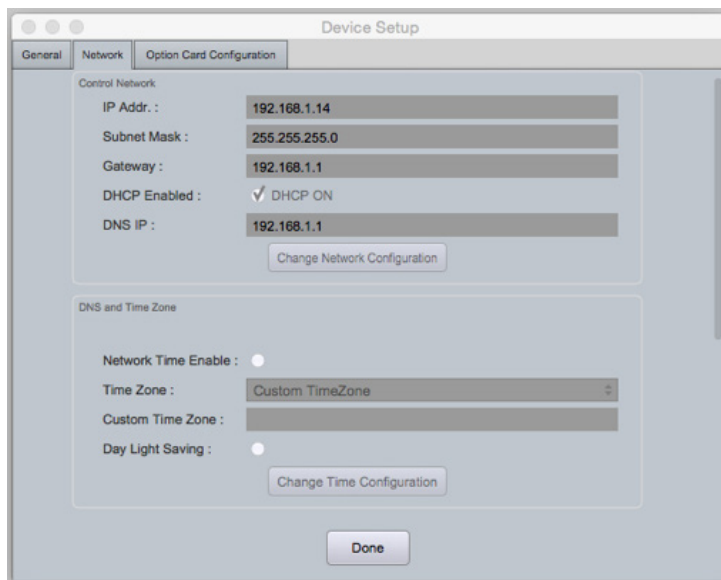 Device Setup
General Network Option Card Configuration
Control Network
IP Addr. : 192.168.1.14
Subnet Mask : 255.255.255.0
Gateway : 192.168.1.1
DHCP Enabled : DHCP ON
DNS IP : 192.168.1.1
Change Network Configuration
DNS and Time Zone
Network Time Enable :
Time Zone : Custom TimeZone
Custom Time Zone :
Day Light Saving :
Change Time Configuration
Done